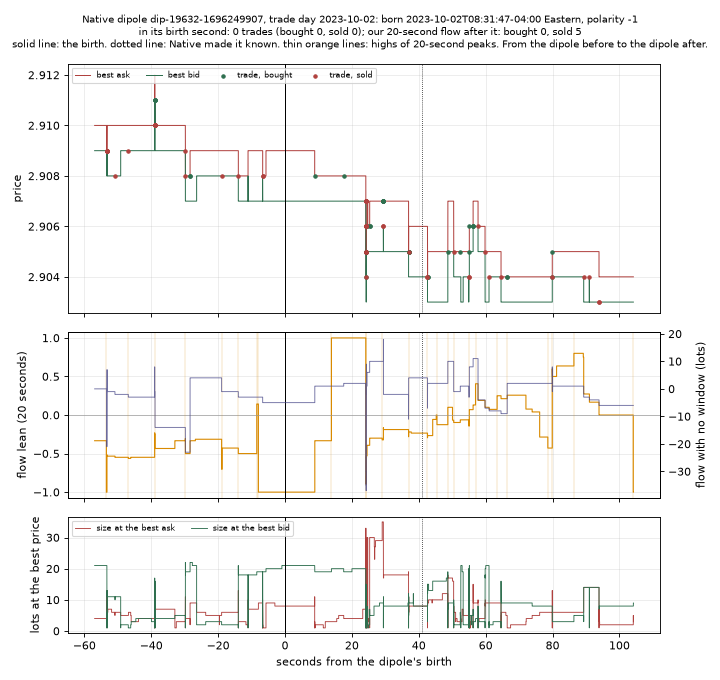 Native dipole dip-19632-1696249907, trade day 2023-10-02: born 2023-10-02T08:31:47-04:00 Eastern, polarity -1
in its birth second: 0 trades (bought 0, sold 0); our 20-second flow after it: bought 0, sold 5
solid line: the birth. dotted line: Native made it known. thin orange lines: highs of 20-second peaks. From the dipole before to the dipole after.
best ask
best bid
trade, bought
trade, sold
2.912
2.910
2.908
2.906
2.904
price
1.0
0.5
0.0
−0.5
−1.0
flow lean (20 seconds)
20
10
0
−10
−20
−30
flow with no window (lots)
size at the best ask
size at the best bid
30
20
10
0
lots at the best price
−60
−40
−20
0
20
40
60
80
100
seconds from the dipole's birth